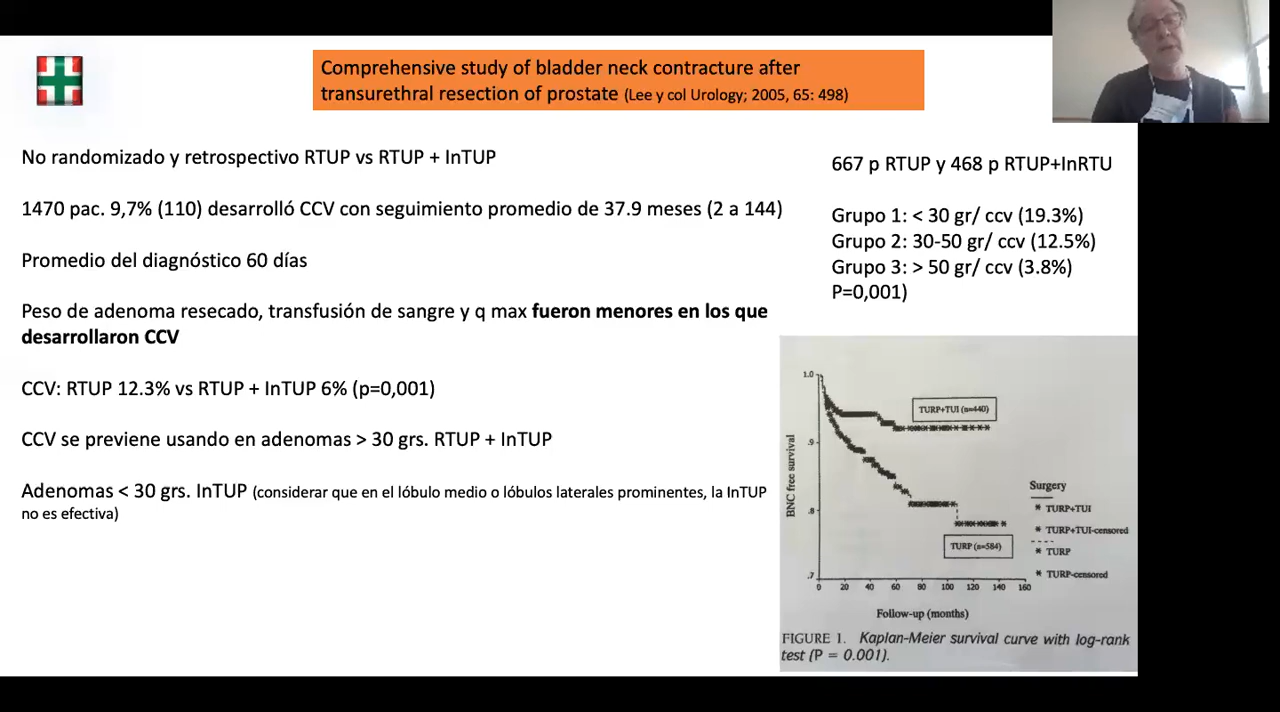 Comprehensive study of bladder neck contracture after
transurethral resection of prostate (Lee y col Urology; 2005, 65: 498)
No randomizado y retrospectivo RTUP vs RTUP + InTUP
1470 pac. 9,7% (110) desarrolló CCV con seguimiento promedio de 37.9 meses (2 a 144)
Promedio del diagnóstico 60 días
Peso de adenoma resecado, transfusión de sangre y q max fueron menores en los que
desarrollaron CCV
CCV: RTUP 12.3% vs RTUP + InTUP 6% (p=0,001)
CCV se previene usando en adenomas > 30 grs. RTUP + InTUP
Adenomas < 30 grs. InTUP (considerar que en el lóbulo medio o lóbulos laterales prominentes, la InTUP
no es efectiva)
667 p RTUP y 468 p RTUP+InRTU
Grupo 1: < 30 gr/ ccv (19.3%)
Grupo 2: 30-50 gr/ ccv (12.5%)
Grupo 3: > 50 gr/ ccv (3.8%)
P=0,001)
1.0
.9
.8
.7
BNC free survival
TURP+TUI (n=440)
TURP (n=584)
Surgery
TURP+TUI
TURP+TUI-censored
TURP
TURP-censored
0 20 40 60 80 100 120 140 160
Follow-up (months)
FIGURE 1. Kaplan-Meier survival curve with log-rank
test (P = 0.001).